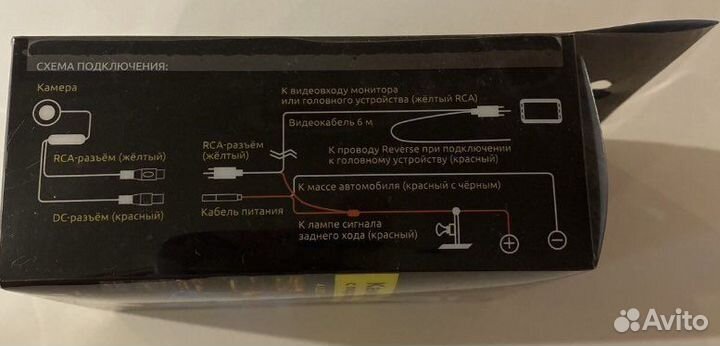 СХЕМА ПОДКЛЮЧЕНИЯ:
Камера
К видеовходу монитора
или головного устройства (жёлтый RCA)
Видеокабель 6 м
RCA-разъём (жёлтый)
RCA-разъём
(жёлтый)
К проводу Reverse при подключении
к головному устройству (красный)
К массе автомобиля (красный с чёрным)
DC-разъём (красный)
Кабель питания
К лампе сигнала
заднего хода (красный)
Avito